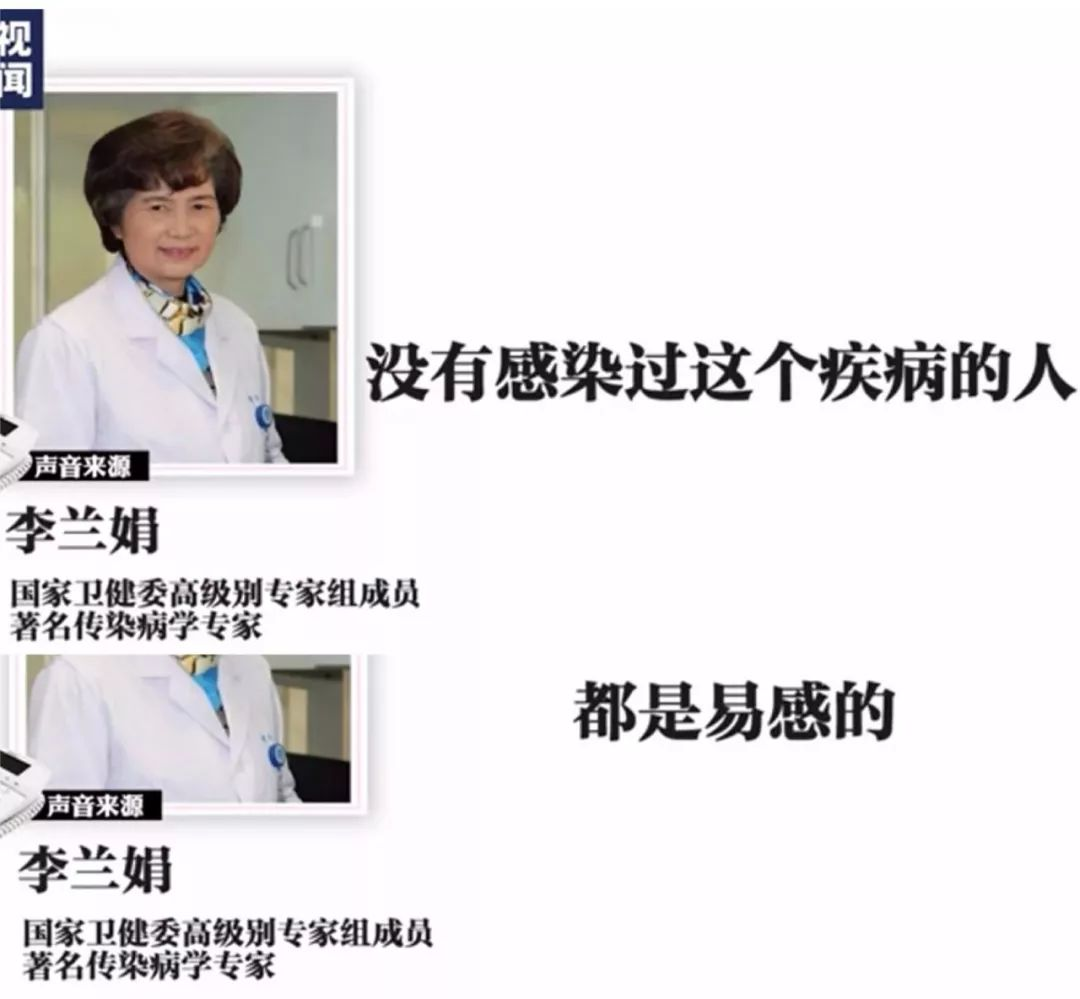 视
闻
没有感染过这个疾病的人
声音来源
李兰娟
国家卫健委高级别专家组成员
著名传染病学专家
都是易感的
声音来源
李兰娟
国家卫健委高级别专家组成员
著名传染病学专家